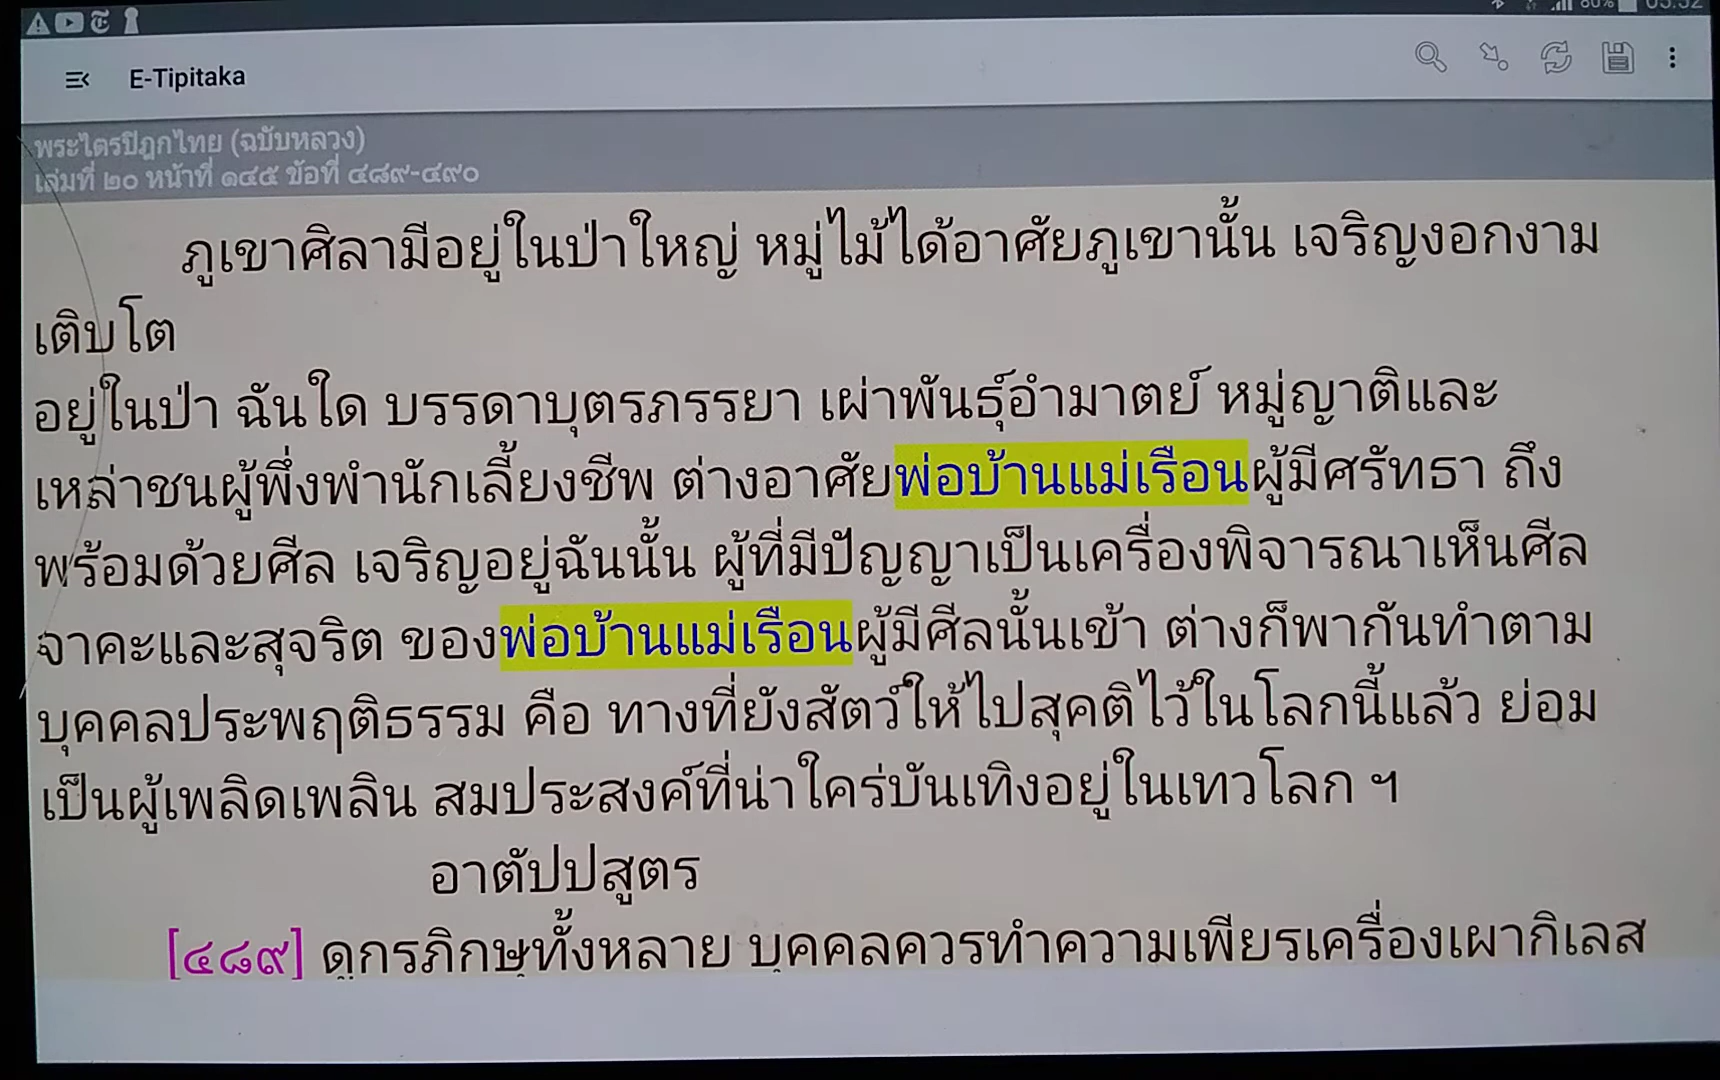 E-Tipitaka
พระไตรปิฎกไทย (ฉบับหลวง)
เล่มที่ ๒๐ หน้าที่ ๑๔๕ ข้อที่ ๔๘๙-๔๙๐
ภูเขาศิลามีอยู่ในป่าใหญ่ หมู่ไม้ได้อาศัยภูเขานั้น เจริญงอกงาม
เติบโต
อยู่ในป่า ฉันใด บรรดาบุตรภรรยา เผ่าพันธุ์อำมาตย์ หมู่ญาติและ
เหล่าชนผู้พึ่งพำนักเลี้ยงชีพ ต่างอาศัยพ่อบ้านแม่เรือนผู้มีศรัทธา ถึง
พร้อมด้วยศีล เจริญอยู่ฉันนั้น ผู้ที่มีปัญญาเป็นเครื่องพิจารณาเห็นศีล
จาคะและสุจริต ของพ่อบ้านแม่เรือนผู้มีศีลนั้นเข้า ต่างก็พากันทำตาม
บุคคลประพฤติธรรม คือ ทางที่ยังสัตว์ให้ไปสุคติไว้ในโลกนี้แล้ว ย่อม
เป็นผู้เพลิดเพลิน สมประสงค์ที่น่าใคร่บันเทิงอยู่ในเทวโลก ฯ
อาตัปปสูตร
[๔๘๙] ดูกรภิกษุทั้งหลาย บุคคลควรทำความเพียรเครื่องเผากิเลส